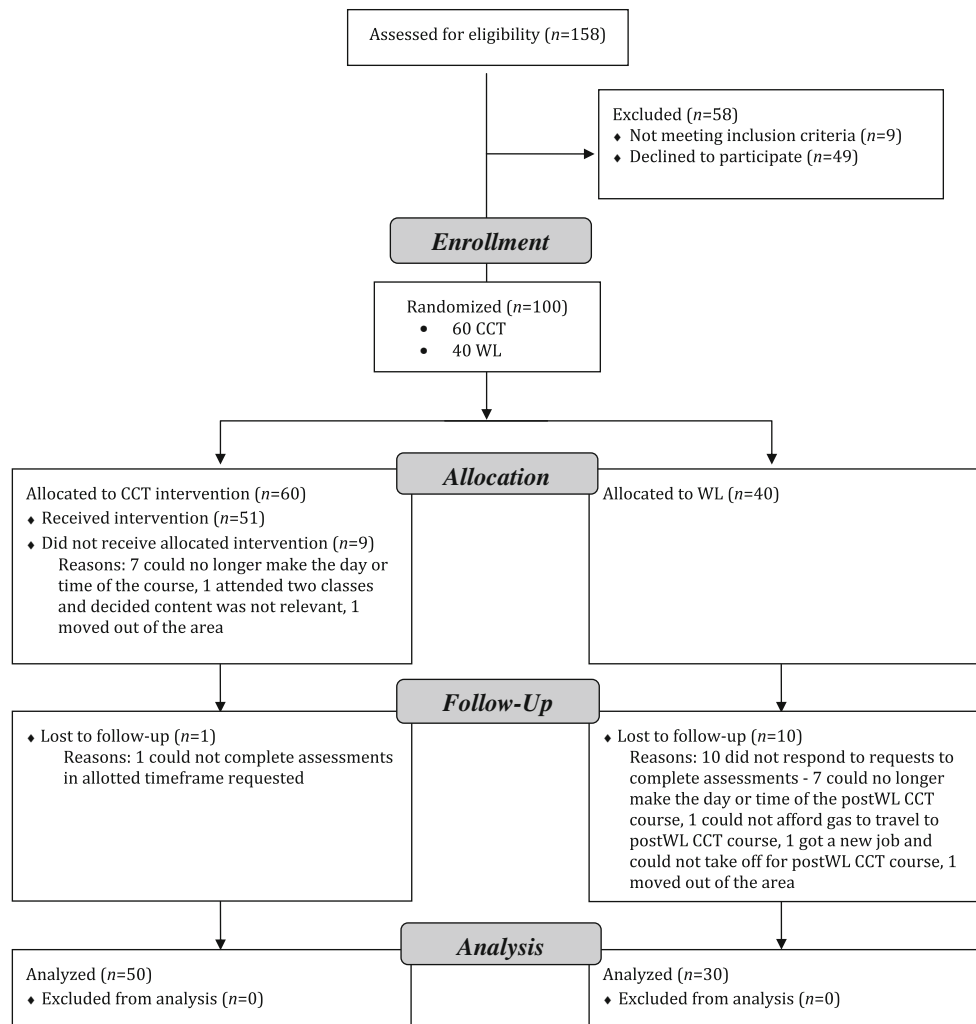 Assessed for eligibility (n=158)
Excluded (n=58)
♦ Not meeting inclusion criteria (n=9)
♦ Declined to participate (n=49)
Enrollment
Randomized (n=100)
• 60 CCT
• 40 WL
Allocation
Allocated to CCT intervention (n=60)
♦ Received intervention (n=51)
♦ Did not receive allocated intervention (n=9)
Reasons: 7 could no longer make the day or
time of the course, 1 attended two classes
and decided content was not relevant, 1
moved out of the area
Allocated to WL (n=40)
Follow-Up
♦ Lost to follow-up (n=1)
Reasons: 1 could not complete assessments
in allotted timeframe requested
♦ Lost to follow-up (n=10)
Reasons: 10 did not respond to requests to
complete assessments - 7 could no longer
make the day or time of the postWL CCT
course, 1 could not afford gas to travel to
postWL CCT course, 1 got a new job and
could not take off for postWL CCT course, 1
moved out of the area
Analysis
Analyzed (n=50)
♦ Excluded from analysis (n=0)
Analyzed (n=30)
♦ Excluded from analysis (n=0)